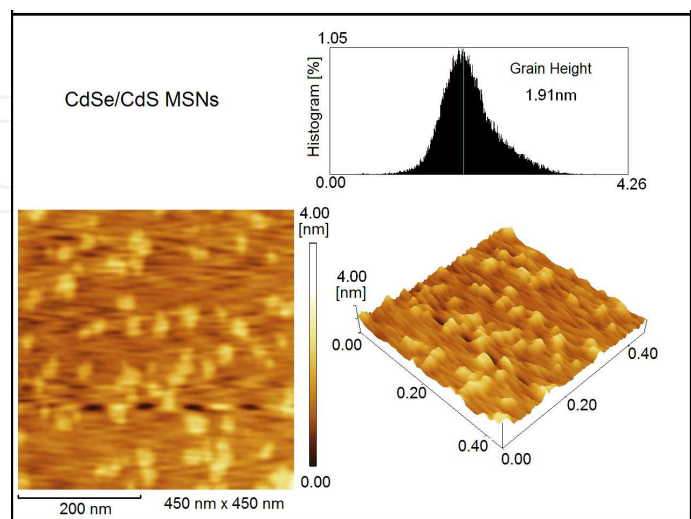 1.05
Histogram [%]
Grain Height
1.91nm
CdSe/CdS MSNs
0.00
4.26
4.00
[nm]
0.00
4.00
[nm]
0.00
0.20
0.40
0.40
0.20
0.00
200 nm
450 nm x 450 nm